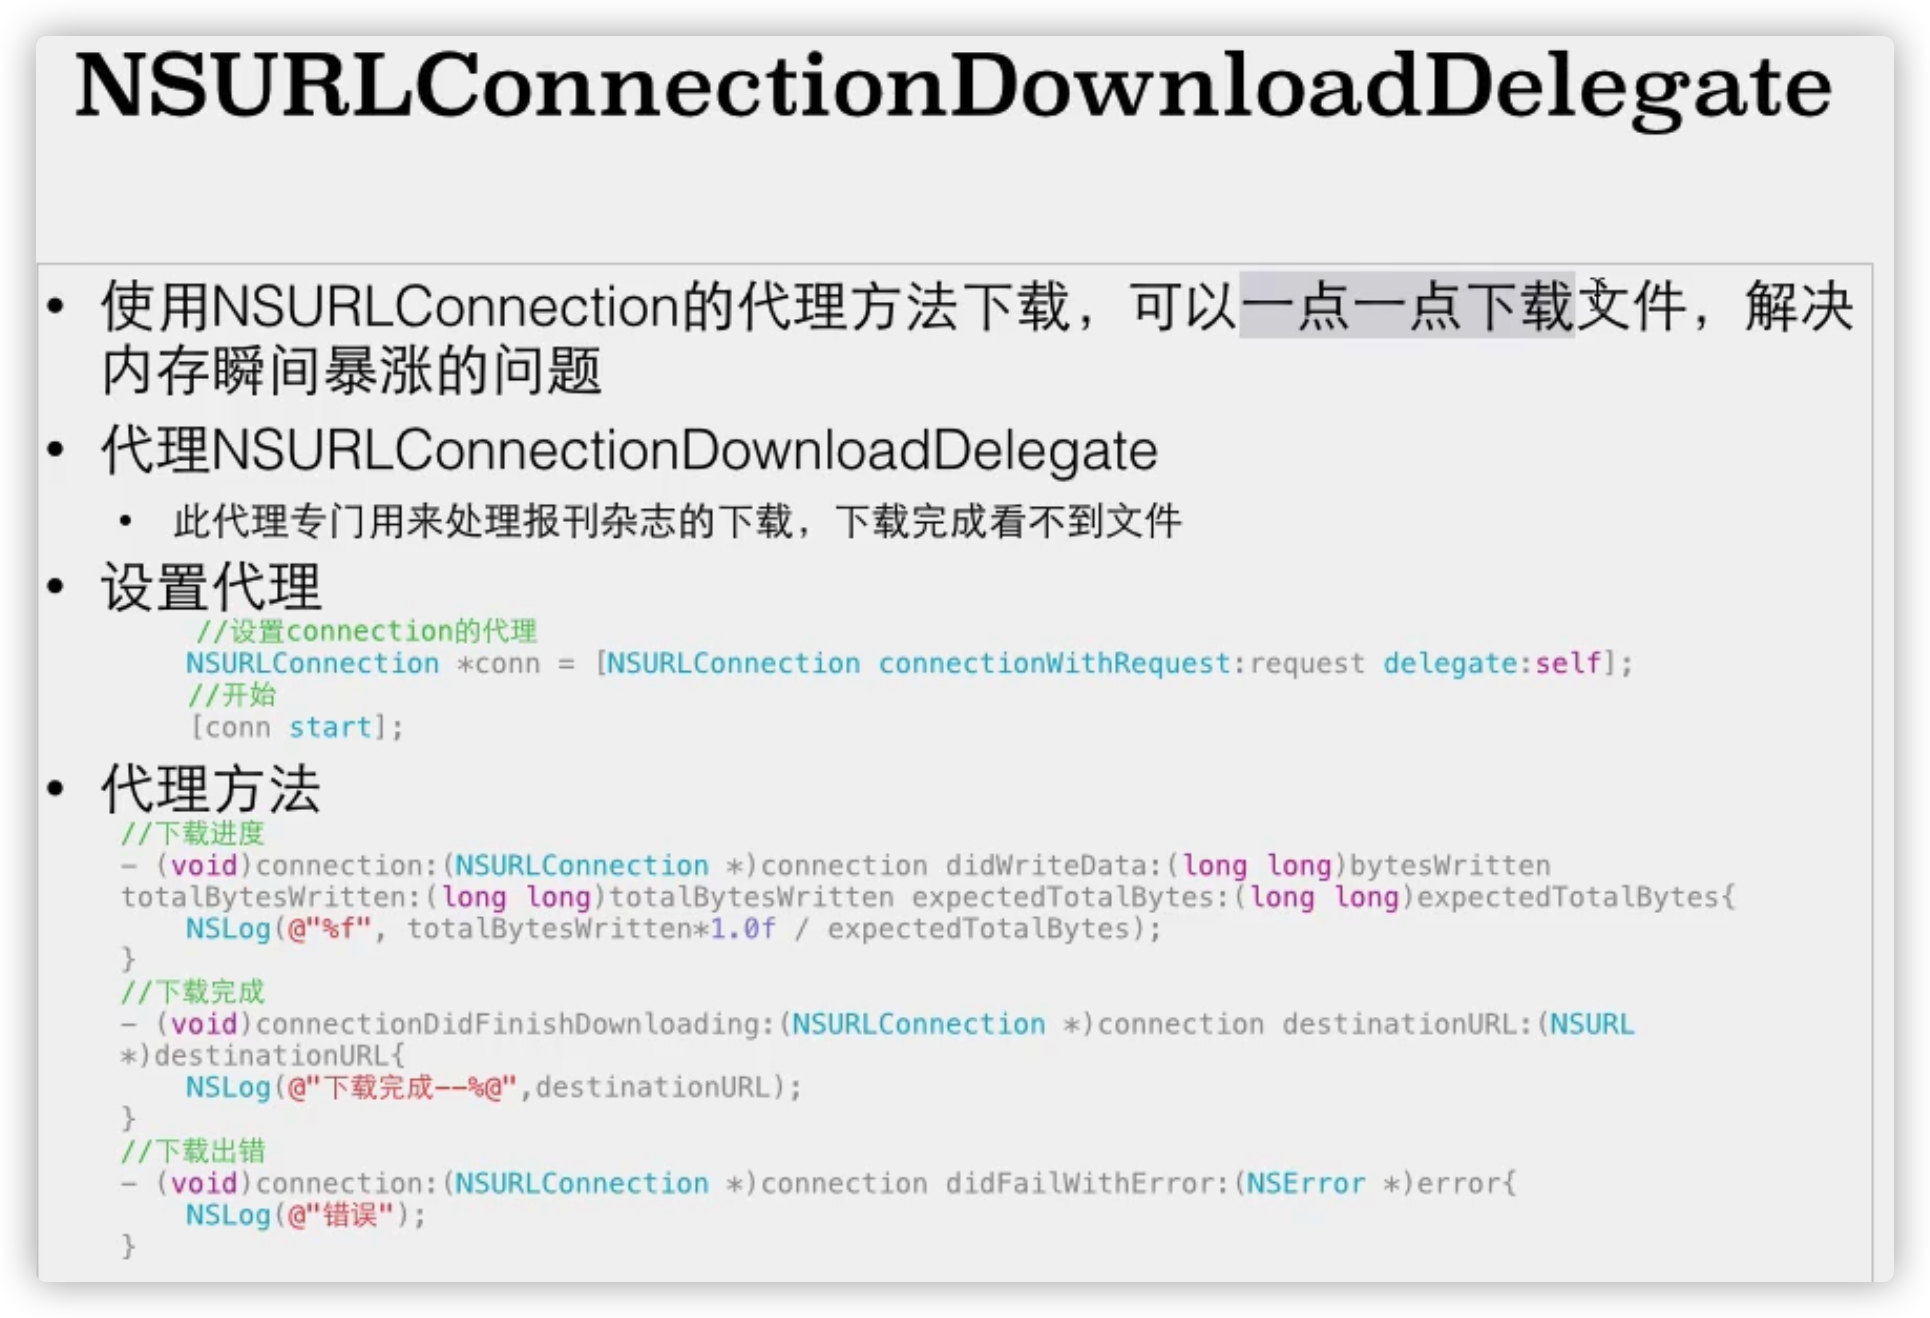 NSURLConnectionDownloadDelegate
• 使用NSURLConnection的代理方法下载，可以一点一点下载文件，解决
内存瞬间暴涨的问题
• 代理NSURLConnectionDownloadDelegate
• 此代理专门用来处理报刊杂志的下载，下载完成看不到文件
• 设置代理
//设置connection的代理
NSURLConnection *conn = [NSURLConnection connectionWithRequest:request delegate:self];
//开始
[conn start];
• 代理方法
//下载进度
- (void)connection:(NSURLConnection *)connection didWriteData:(long long)bytesWritten
totalBytesWritten:(long long)totalBytesWritten expectedTotalBytes:(long long)expectedTotalBytes{
NSLog(@"%f", totalBytesWritten*1.0f / expectedTotalBytes);
}
//下载完成
- (void)connectionDidFinishDownloading:(NSURLConnection *)connection destinationURL:(NSURL
*)destinationURL{
NSLog(@"下载完成--%@",destinationURL);
}
//下载出错
- (void)connection:(NSURLConnection *)connection didFailWithError:(NSError *)error{
NSLog(@"错误");
}